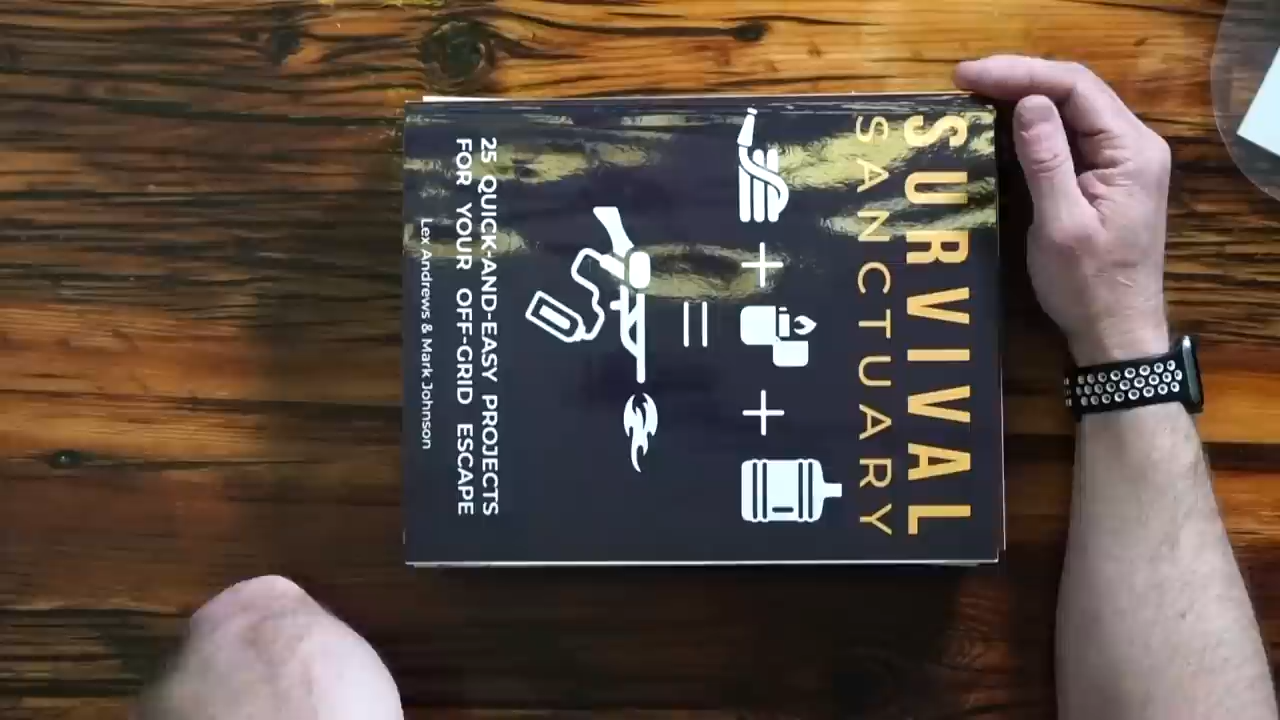 SURVIVAL
SANCTUARY
25 QUICK-AND-EASY PROJECTS
FOR YOUR OFF-GRID ESCAPE
Lex Andrews & Mark Johnson